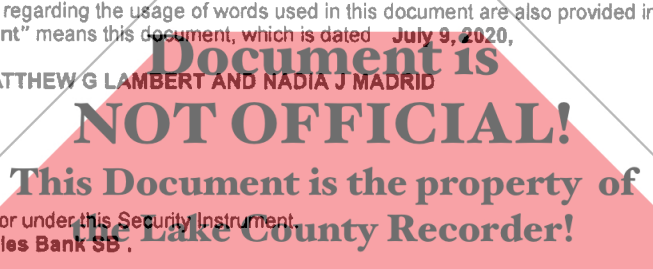 regarding the usage of words used in this document are also provided in
nt" means this document, which is dated July 9, 2020,
Document is
TTHEW G LAMBERT AND NADIA J MADRID
NOT OFFICIAL!
This Document is the property of
or under this Security Instrument.
the Lake County Recorder!
les Bank SB .